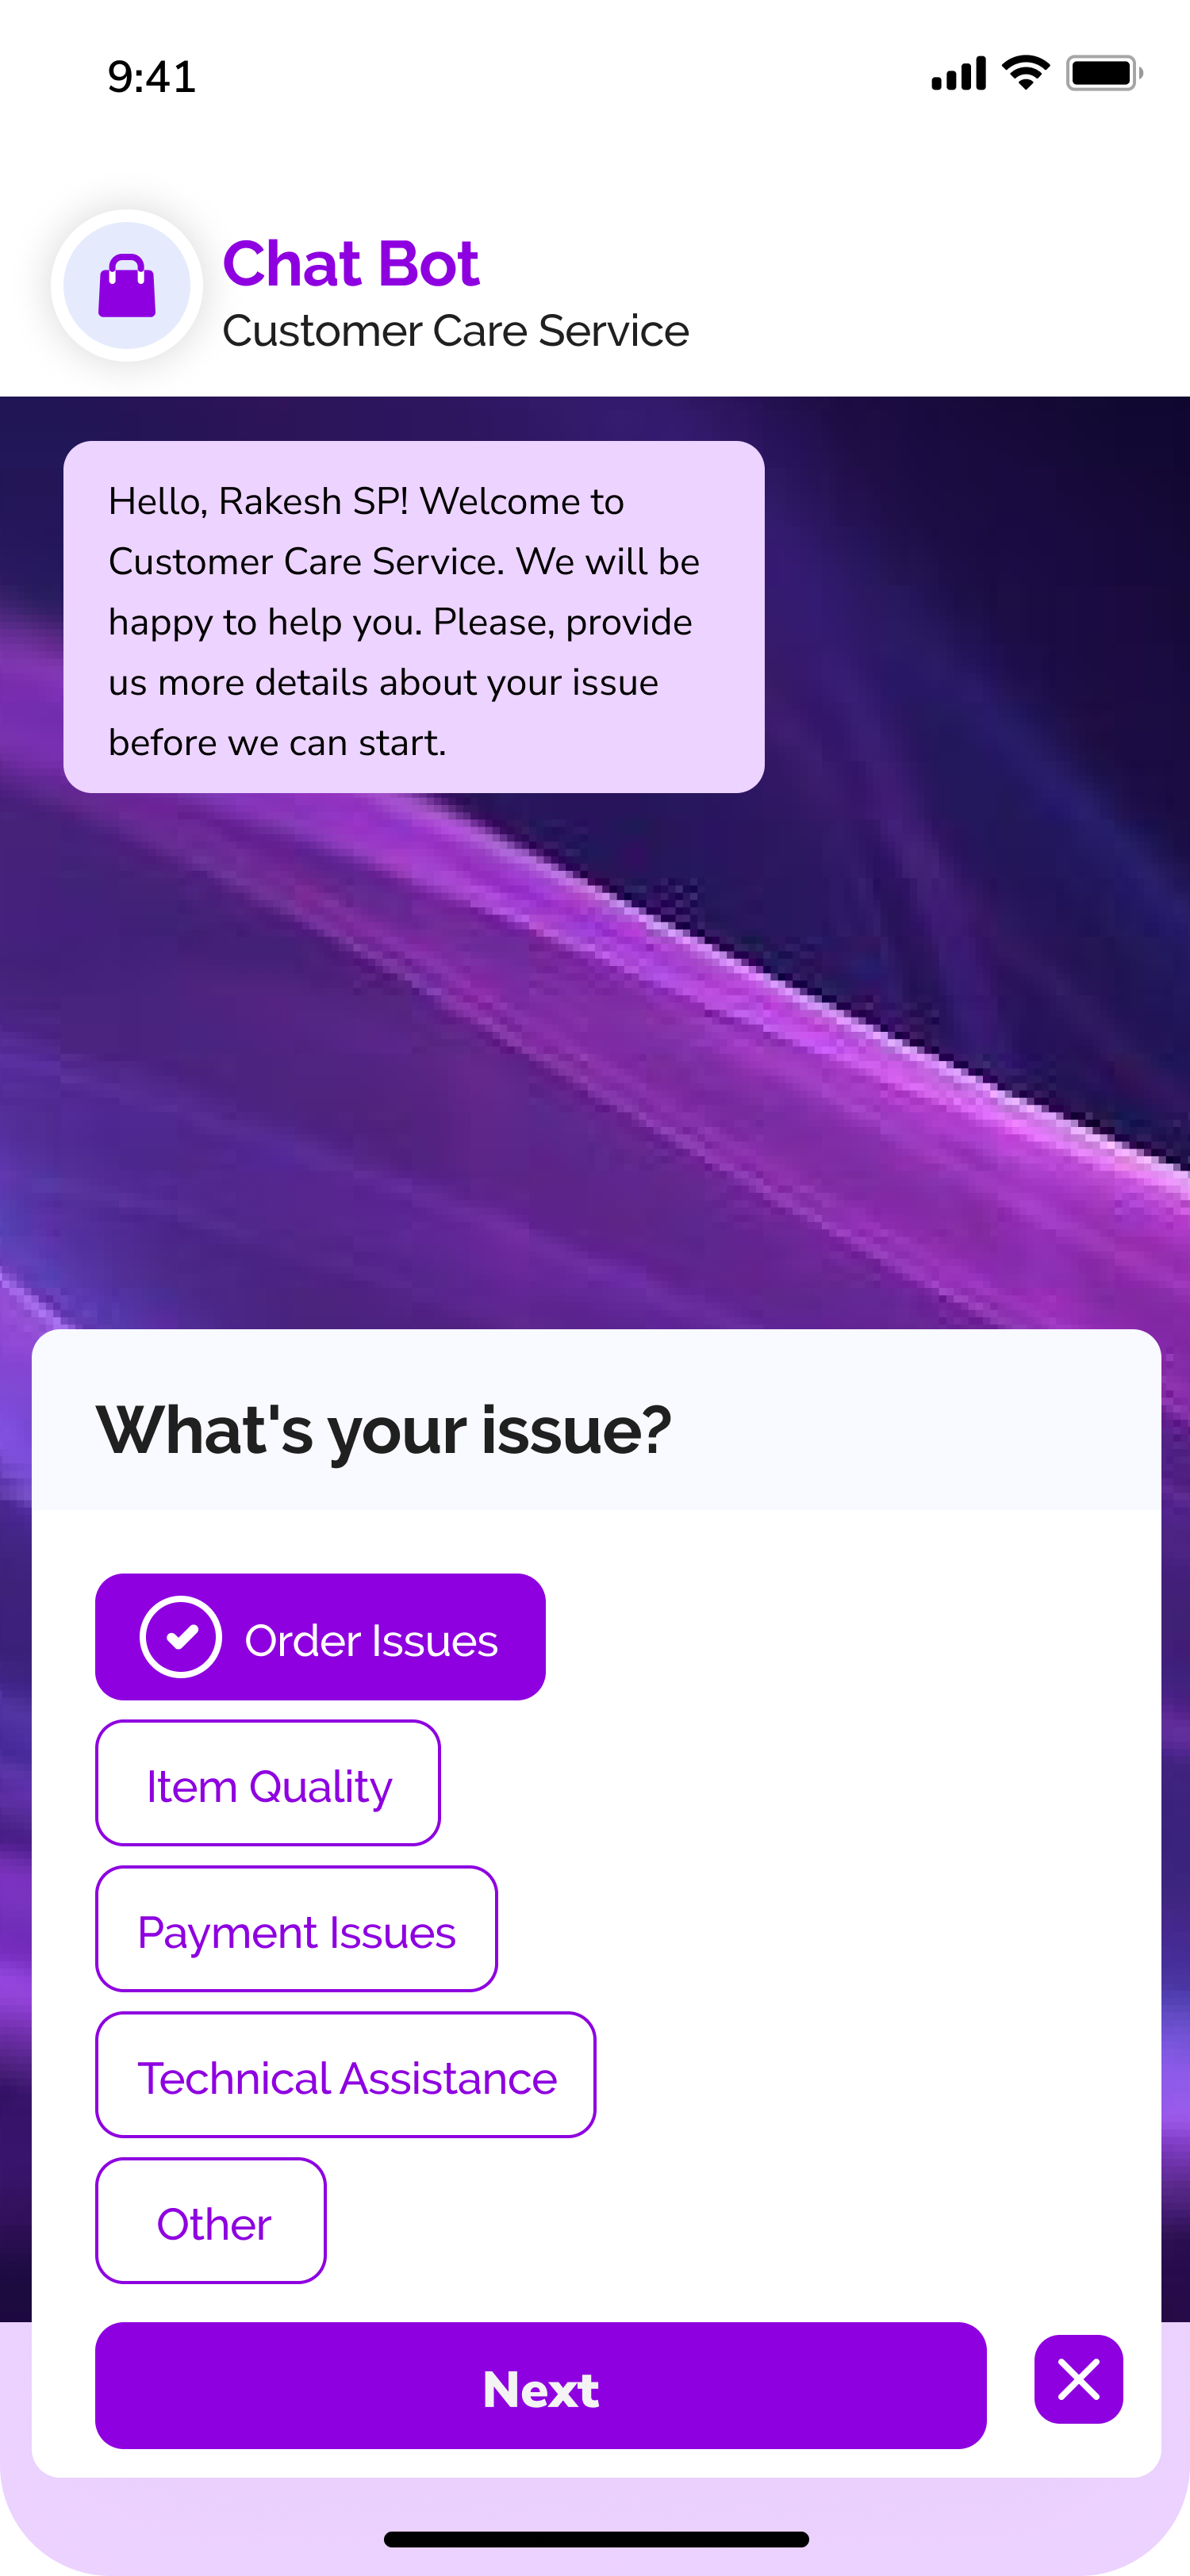 9:41
Chat Bot
Customer Care Service
Hello, Rakesh SP! Welcome to
Customer Care Service. We will be
happy to help you. Please, provide
us more details about your issue
before we can start.
What's your issue?
Order Issues
Item Quality
Payment Issues
Technical Assistance
Other
Next